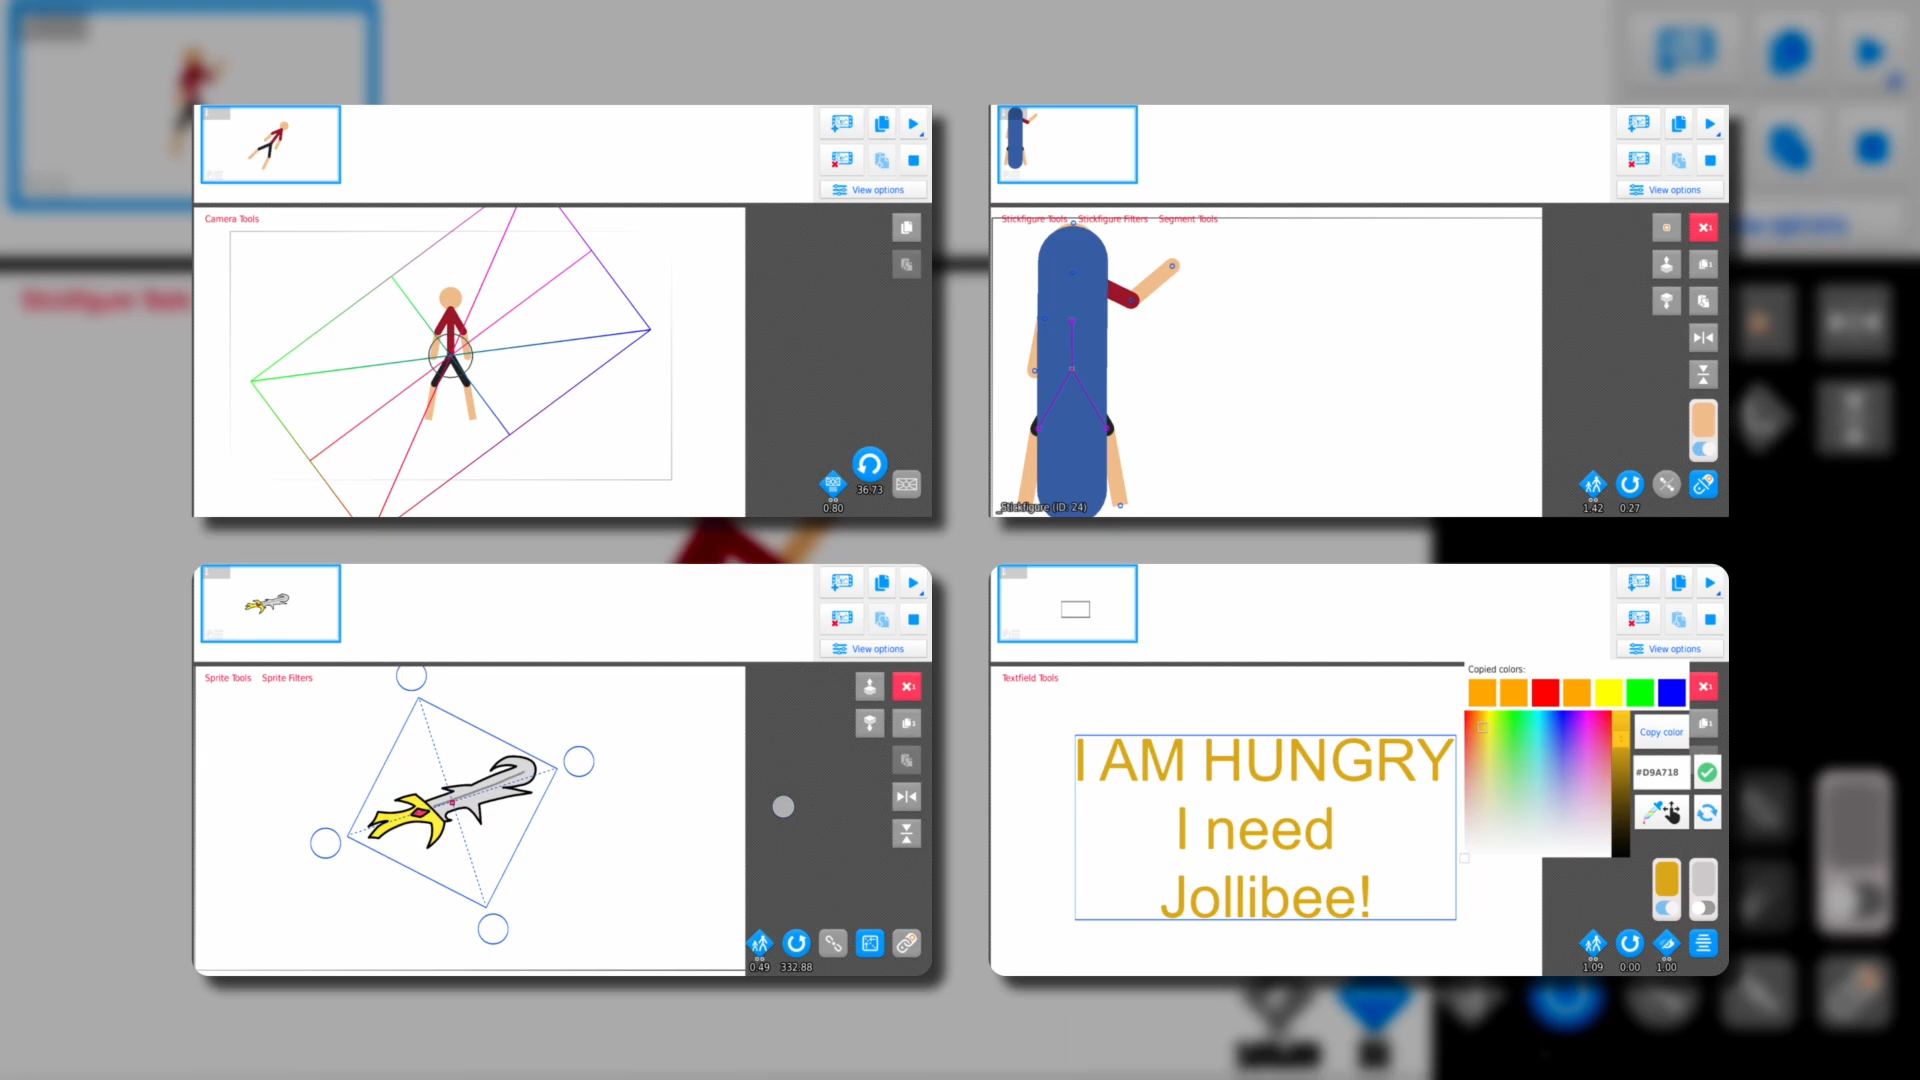 View options
Camera Tools
36.73
0.80
View options
Stickfigure Tools Stickfigure Filters Segment Tools
_Stickfigure (ID: 24)
1.42 0.27
View options
Sprite Tools Sprite Filters
0.49 332.88
View options
Textfield Tools
Copied colors:
Copy color
#D9A718
I AM HUNGRY
I need
Jollibee!
1.09 0.00 1.00